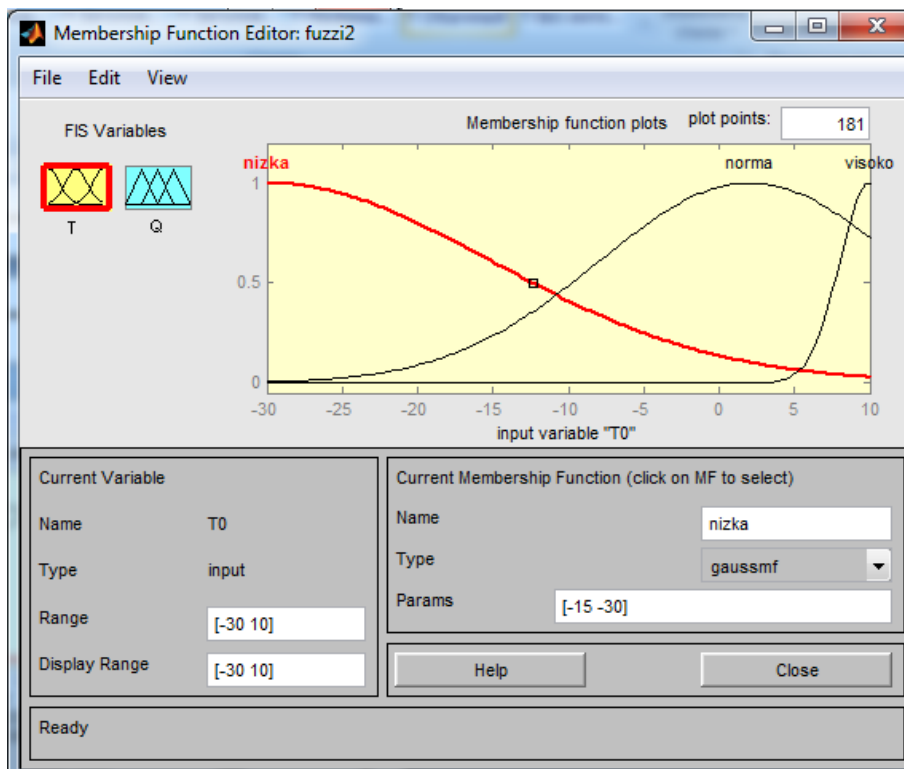 Membership Function Editor: fuzzi2
File Edit View
FIS Variables
Membership function plots plot points: 181
T
Q
nizka
norma
visoko
1
0.5
0
-30 -25 -20 -15 -10 -5 0 5 10
input variable "T0"
Current Variable
Name T0
Type input
Range [-30 10]
Display Range [-30 10]
Current Membership Function (click on MF to select)
Name nizka
Type gaussmf
Params [-15 -30]
Help Close
Ready